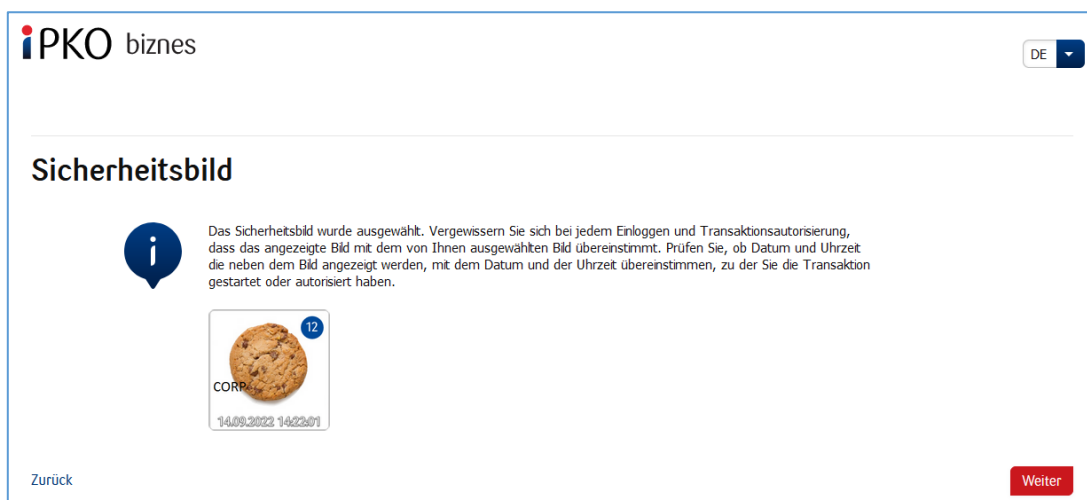 iPKO biznes
DE
Sicherheitsbild
i
Das Sicherheitsbild wurde ausgewählt. Vergewissern Sie sich bei jedem Einloggen und Transaktionsautorisierung,
dass das angezeigte Bild mit dem von Ihnen ausgewählten Bild übereinstimmt. Prüfen Sie, ob Datum und Uhrzeit
die neben dem Bild angezeigt werden, mit dem Datum und der Uhrzeit übereinstimmen, zu der Sie die Transaktion
gestartet oder autorisiert haben.
12
CORP
14.09.2022 14:22:01
Zurück
Weiter